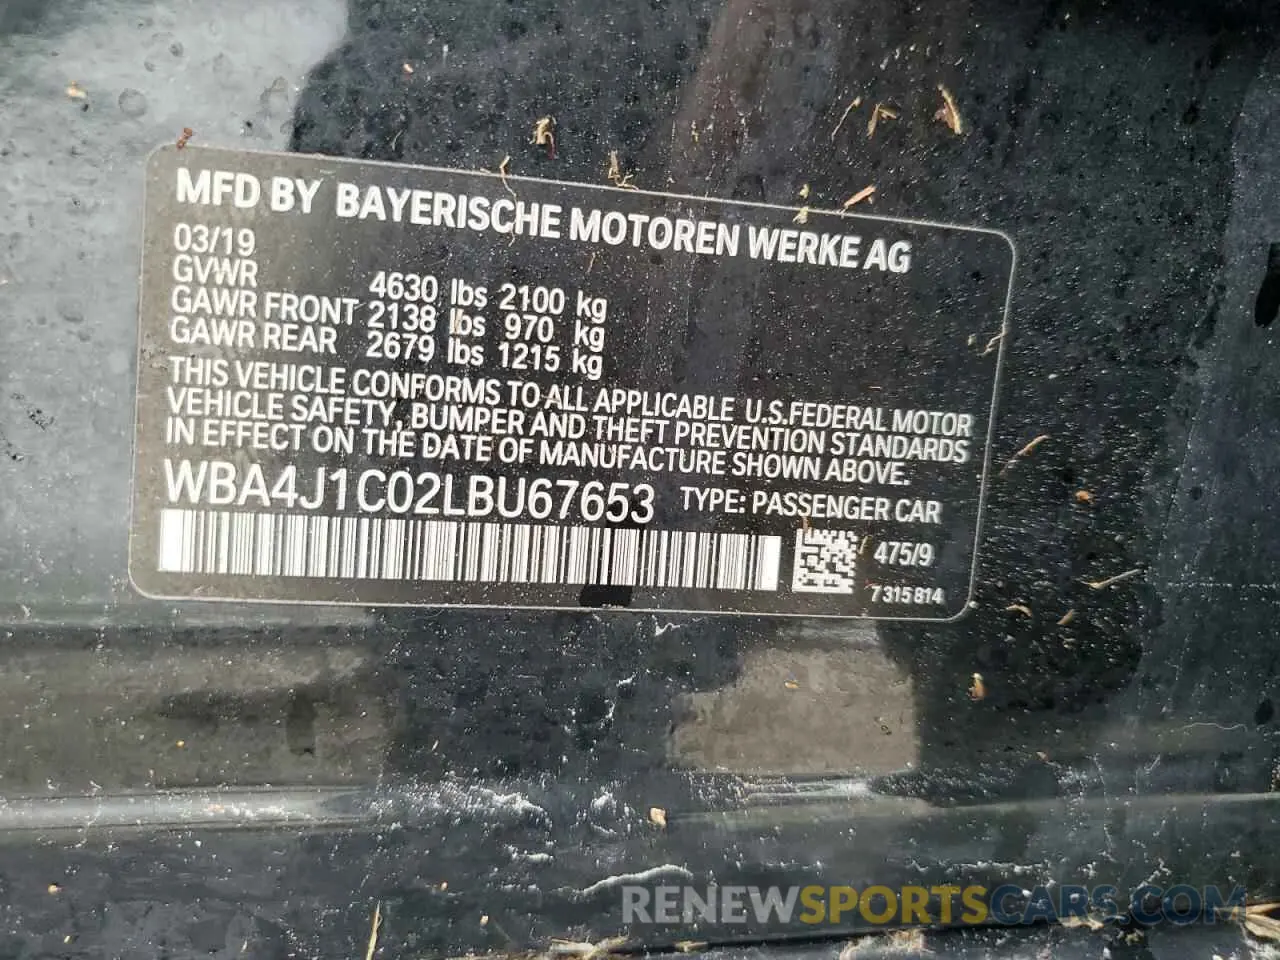 MFD BY BAYERISCHE MOTOREN WERKE AG
03/19
GVWR 4630 lbs 2100 kg
GAWR FRONT 2138 lbs 970 kg
GAWR REAR 2679 lbs 1215 kg
THIS VEHICLE CONFORMS TO ALL APPLICABLE U.S.FEDERAL MOTOR
VEHICLE SAFETY, BUMPER AND THEFT PREVENTION STANDARDS
IN EFFECT ON THE DATE OF MANUFACTURE SHOWN ABOVE.
WBA4J1C02LBU67653 TYPE: PASSENGER CAR
475/9
7 315 814
RENEWSPORTSCARS.COM